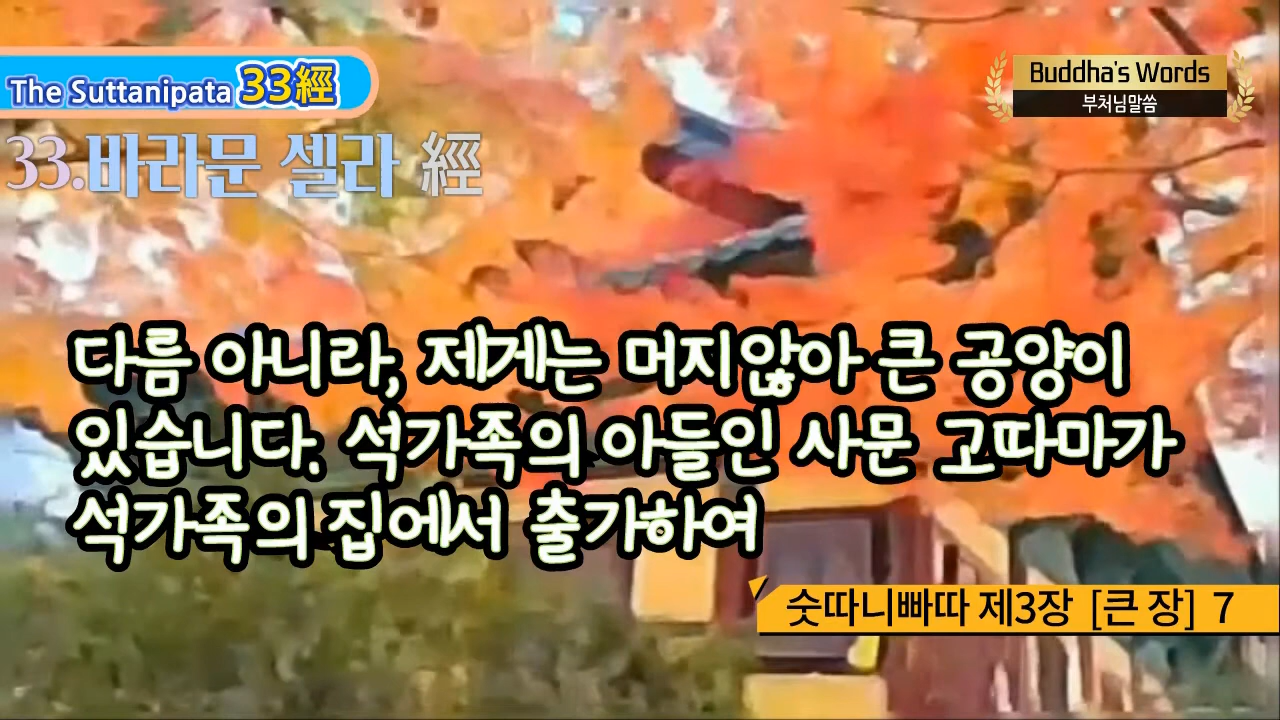 The Suttanipata 33經
Buddha's Words
부처님말씀
33.바라문 셀라 經
다름 아니라, 제게는 머지않아 큰 공양이
있습니다. 석가족의 아들인 사문 고따마가
석가족의 집에서 출가하여
숫따니빠따 제3장 [큰 장] 7